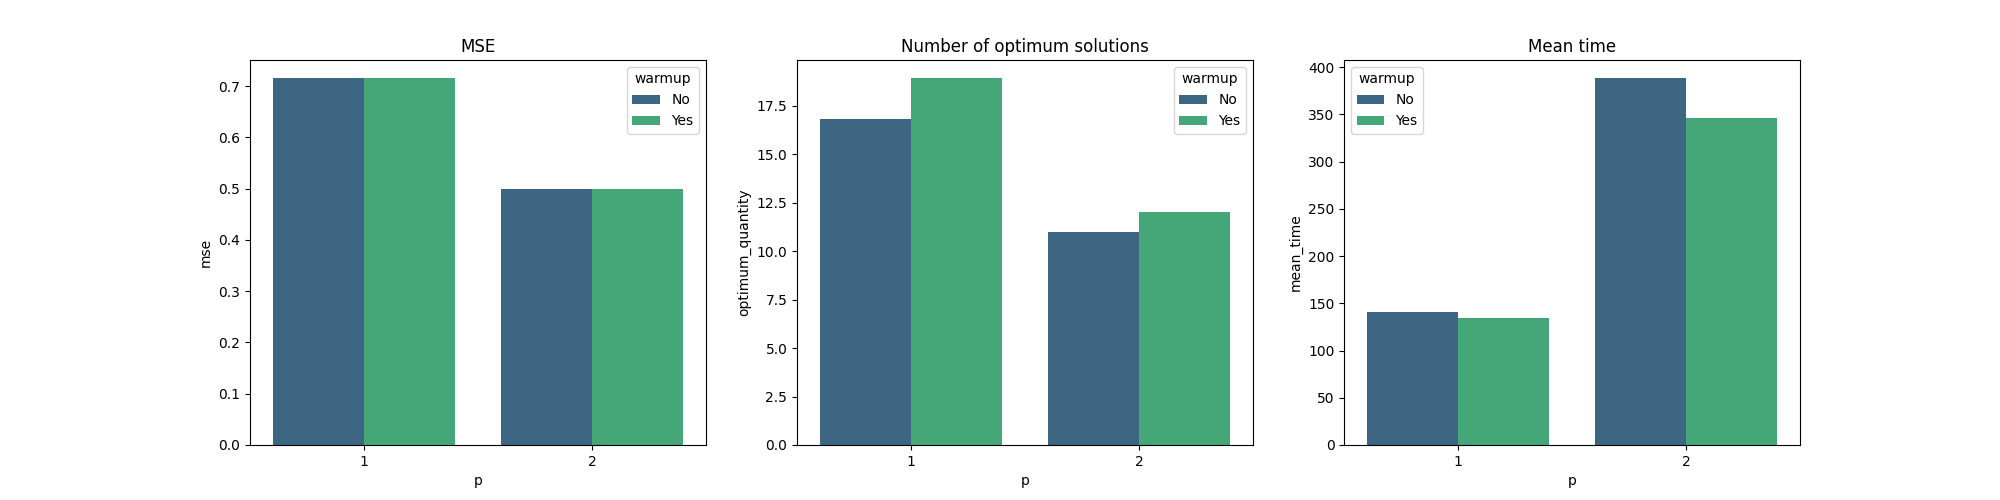 MSE
mse
0.7
0.6
0.5
0.4
0.3
0.2
0.1
0.0
1
2
p
warmup
No
Yes
Number of optimum solutions
optimum_quantity
17.5
15.0
12.5
10.0
7.5
5.0
2.5
0.0
1
2
p
warmup
No
Yes
Mean time
mean_time
400
350
300
250
200
150
100
50
0
1
2
p
warmup
No
Yes